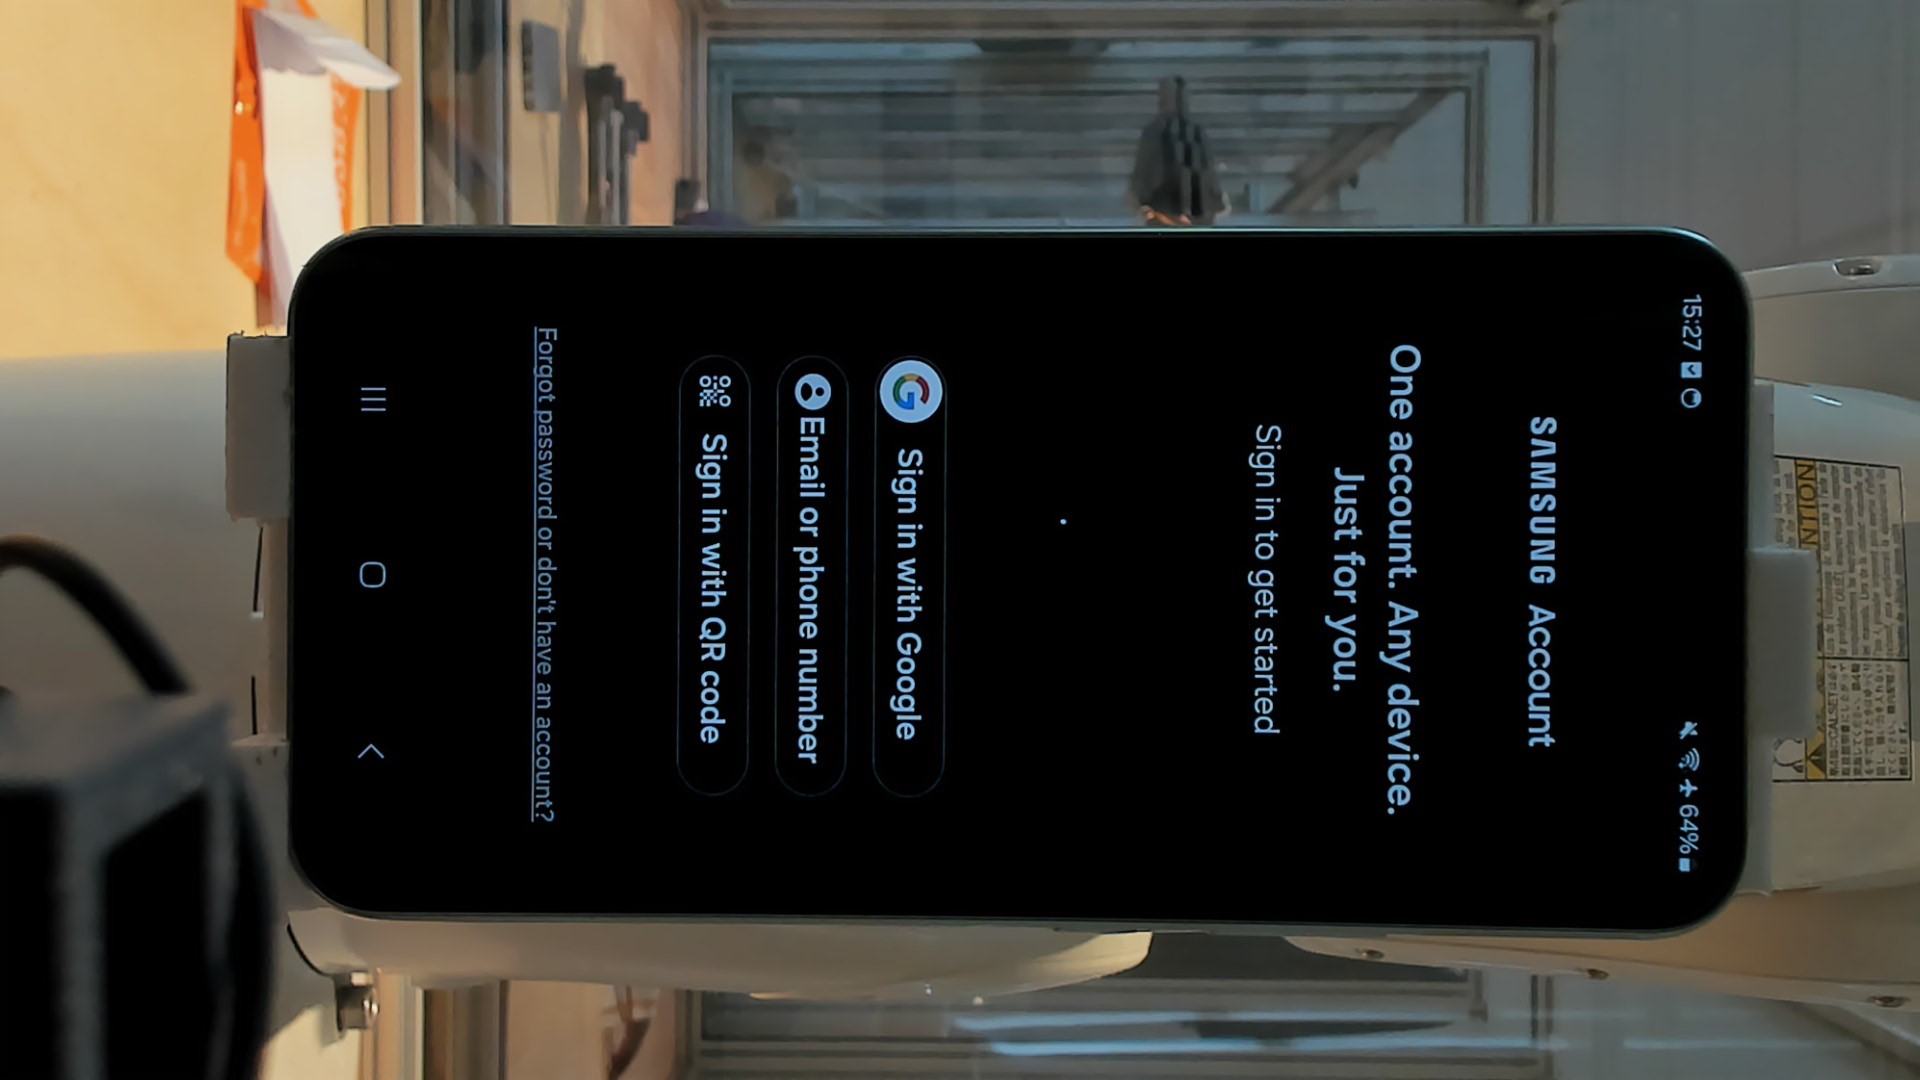 15:27
64%
SAMSUNG Account
One account. Any device.
Just for you.
Sign in to get started
Sign in with Google
Email or phone number
Sign in with QR code
Forgot password or don't have an account?